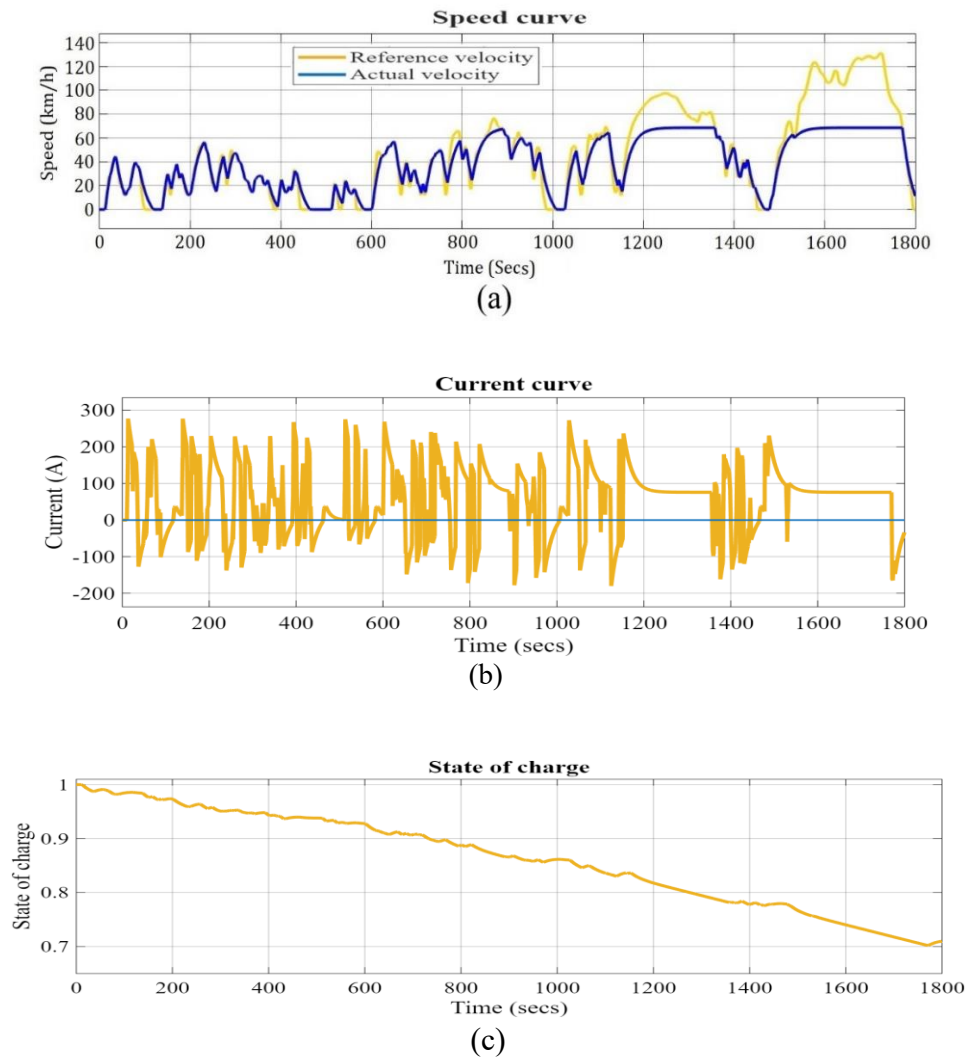 Speed curve
140
120
100
80
60
40
20
0
Speed (km/h)
Reference velocity
Actual velocity
0 200 400 600 800 1000 1200 1400 1600 1800
Time (Secs)
(a)
Current curve
300
200
100
0
-100
-200
Current (A)
0 200 400 600 800 1000 1200 1400 1600 1800
Time (secs)
(b)
State of charge
1
0.9
0.8
0.7
State of charge
0 200 400 600 800 1000 1200 1400 1600 1800
Time (secs)
(c)